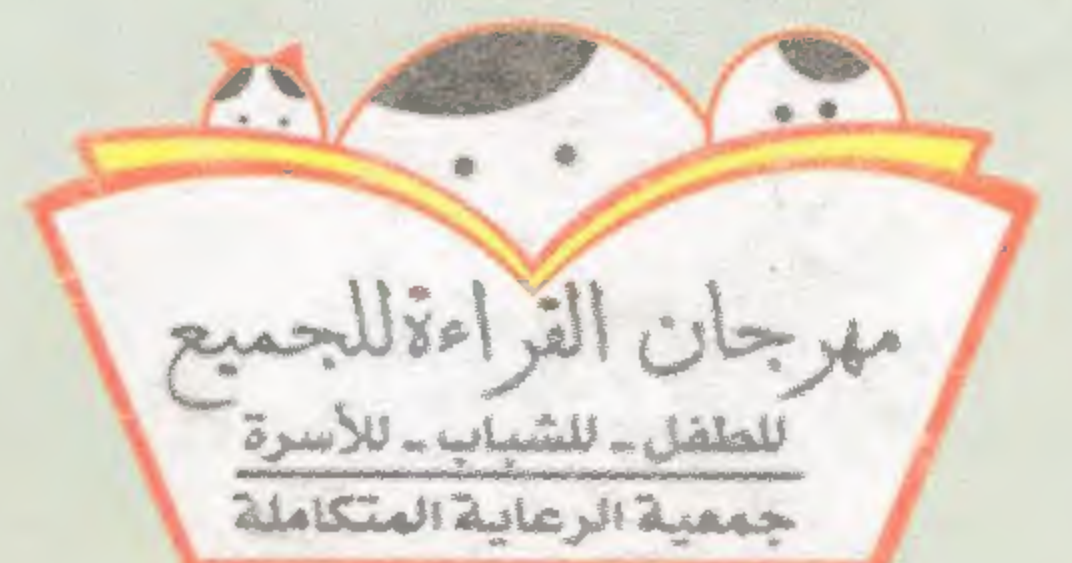 مهرجان القراءة للجميع
للطفل - للشباب - للأسرة
جمعية الرعاية المتكاملة